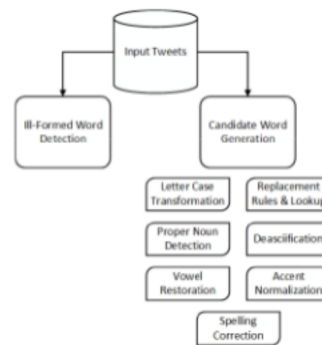 Input Tweets
Ill-Formed Word
Detection
Candidate Word
Generation
Letter Case
Transformation
Replacement
Rules & Lookup
Proper Noun
Detection
Deasciification
Vowel
Restoration
Accent
Normalization
Spelling
Correction